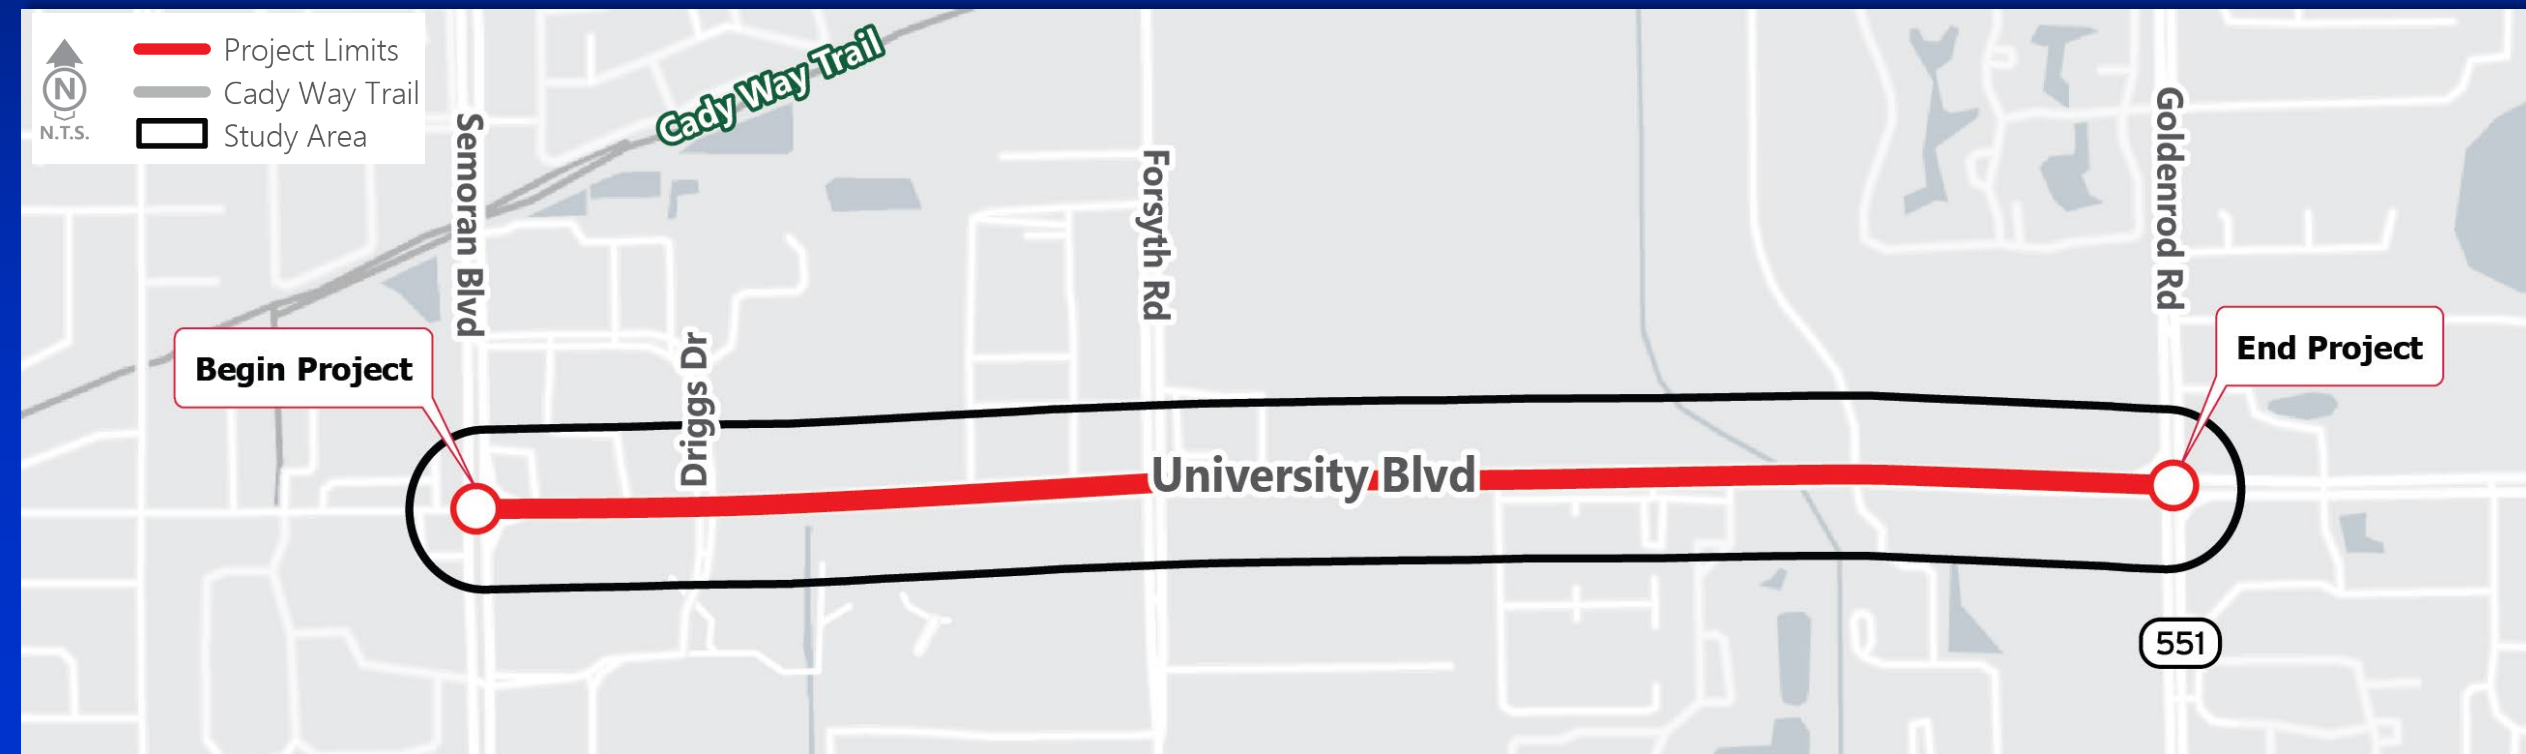 N
N.T.S.
Project Limits
Cady Way Trail
Study Area
Cady Way Trail
Semoran Blvd
Forsyth Rd
Goldenrod Rd
Driggs Dr
Begin Project
End Project
University Blvd
551